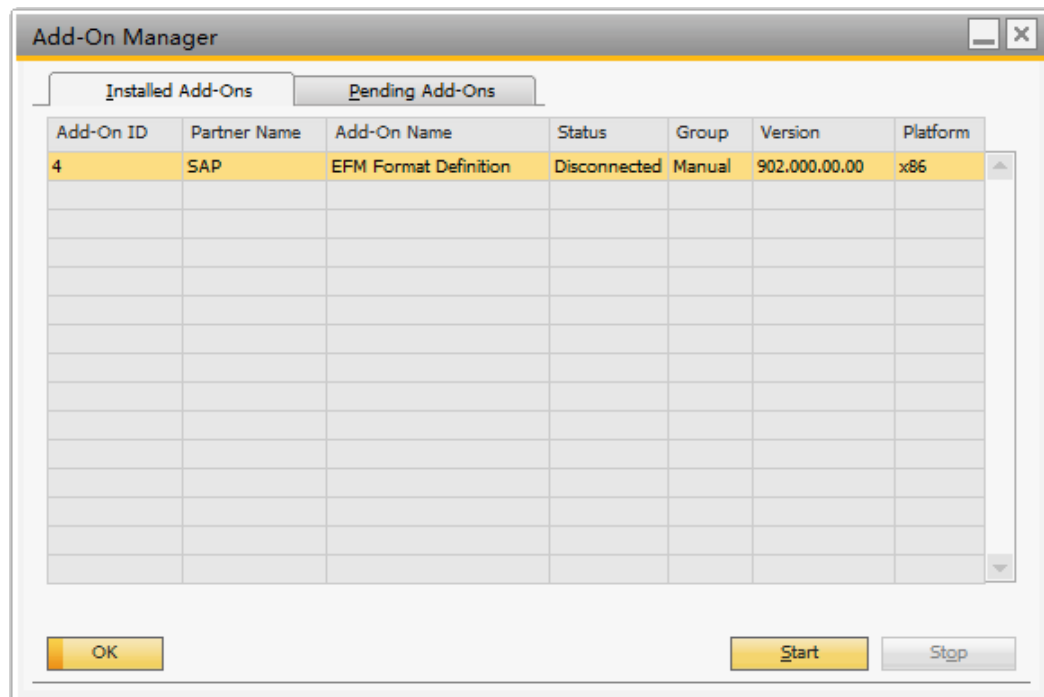 Add-On Manager
Installed Add-Ons Pending Add-Ons
Add-On ID Partner Name Add-On Name Status Group Version Platform
4 SAP EFM Format Definition Disconnected Manual 902.000.00.00 x86
OK Start Stop